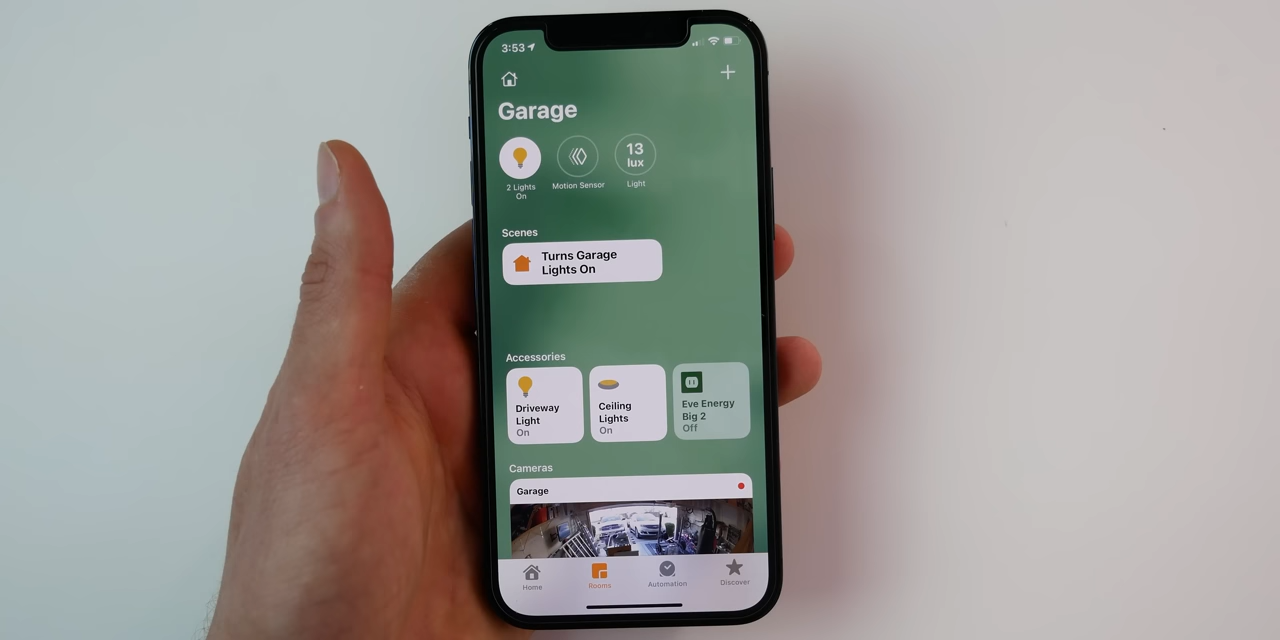 3:53
Garage
13
lux
2 Lights
On
Motion Sensor
Light
Scenes
Turns Garage
Lights On
Accessories
Driveway
Light
On
Ceiling
Lights
On
Eve Energy
Big 2
Off
Cameras
Garage
Home
Rooms
Automation
Discover